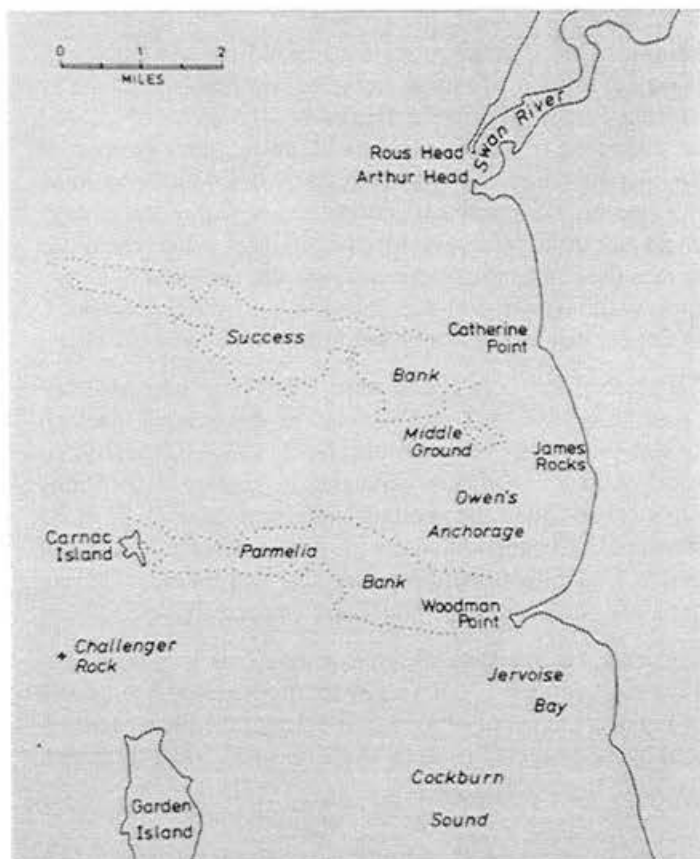 0 1 2
MILES
Swan River
Rous Head
Arthur Head
Success
Catherine
Point
Bank
Middle
Ground
James
Rocks
Owen's
Anchorage
Carnac
Island
Parmelia
Bank
Woodman
Point
Challenger
Rock
Jervoise
Bay
Cockburn
Sound
Garden
Island